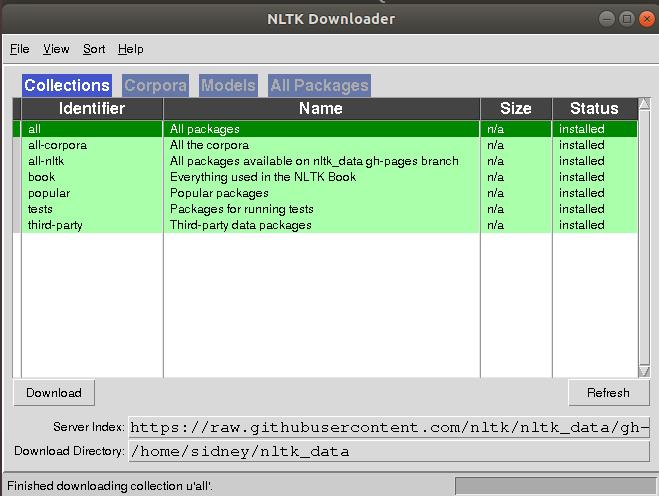 NLTK Downloader
File View Sort Help
Collections Corpora Models All Packages
Identifier Name Size Status
all All packages n/a installed
all-corpora All the corpora n/a installed
all-nltk All packages available on nltk_data gh-pages branch n/a installed
book Everything used in the NLTK Book n/a installed
popular Popular packages n/a installed
tests Packages for running tests n/a installed
third-party Third-party data packages n/a installed
Download Refresh
Server Index: https://raw.githubusercontent.com/nltk/nltk_data/gh-
Download Directory: /home/sidney/nltk_data
Finished downloading collection u'all'.